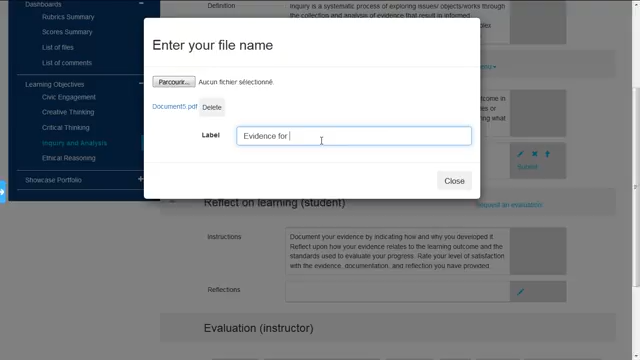 Dashboards
Rubrics Summary
Scores Summary
List of files
List of comments
Learning Objectives
Civic Engagement
Creative Thinking
Critical Thinking
Inquiry and Analysis
Ethical Reasoning
Showcase Portfolio
Definition
Inquiry is a systematic process of exploring issues/ objects/works through
the collection and analysis of evidence that result in informed
Enter your file name
Parcourir... Aucun fichier sélectionné.
Document5.pdf Delete
Label
Evidence for
Close
outcome in
Submit
Reflect on learning (student)
Request an evaluation
Instructions
Document your evidence by indicating how and why you developed it.
Reflect upon how your evidence relates to the learning outcome and the
standards used to evaluate your progress. Rate your level of satisfaction
with the evidence, documentation, and reflection you have provided.
Reflections
Evaluation (instructor)